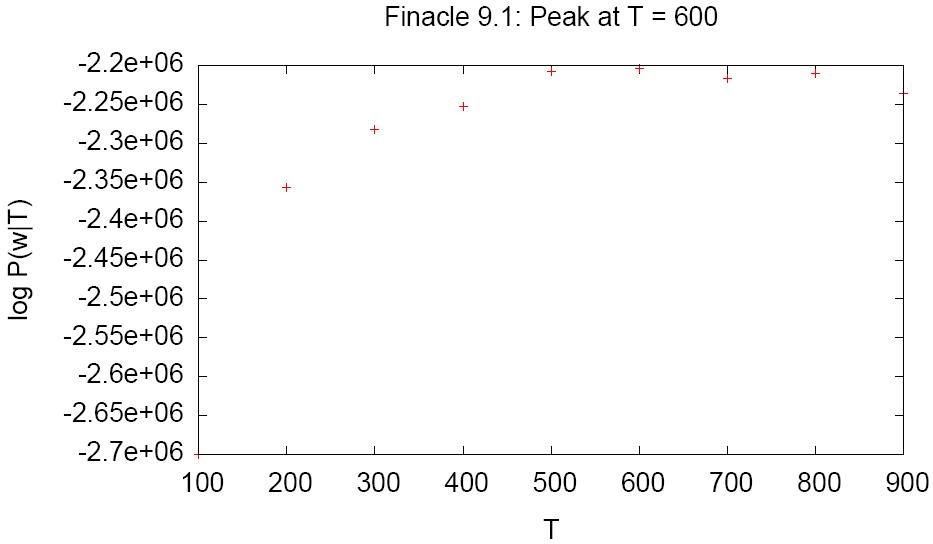 Finacle 9.1: Peak at T = 600
-2.2e+06
-2.25e+06
-2.3e+06
-2.35e+06
-2.4e+06
-2.45e+06
-2.5e+06
-2.55e+06
-2.6e+06
-2.65e+06
-2.7e+06
log P(w|T)
100 200 300 400 500 600 700 800 900
T